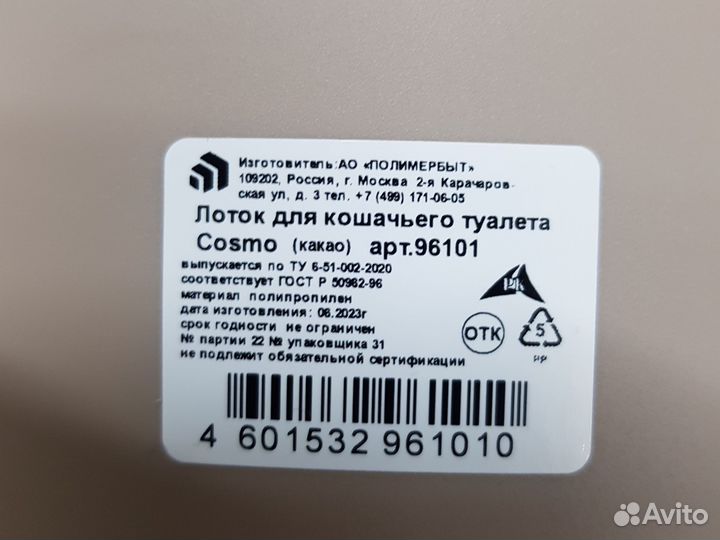 Изготовитель: АО «ПОЛИМЕРБЫТ»
109202, Россия, г. Москва 2-я Карачаров-
ская ул, д. 3 тел. +7 (499) 171-06-05
Лоток для кошачьего туалета
Cosmo (какао) арт.96101
выпускается по ТУ 6-51-002-2020
соответствует ГОСТ Р 50962-96
материал полипропилен
дата изготовления: 06.2023г
срок годности не ограничен
№ партии 22 № упаковщика 31
не подлежит обязательной сертификации
ОТК
5
PP
4 601532 961010
Avito